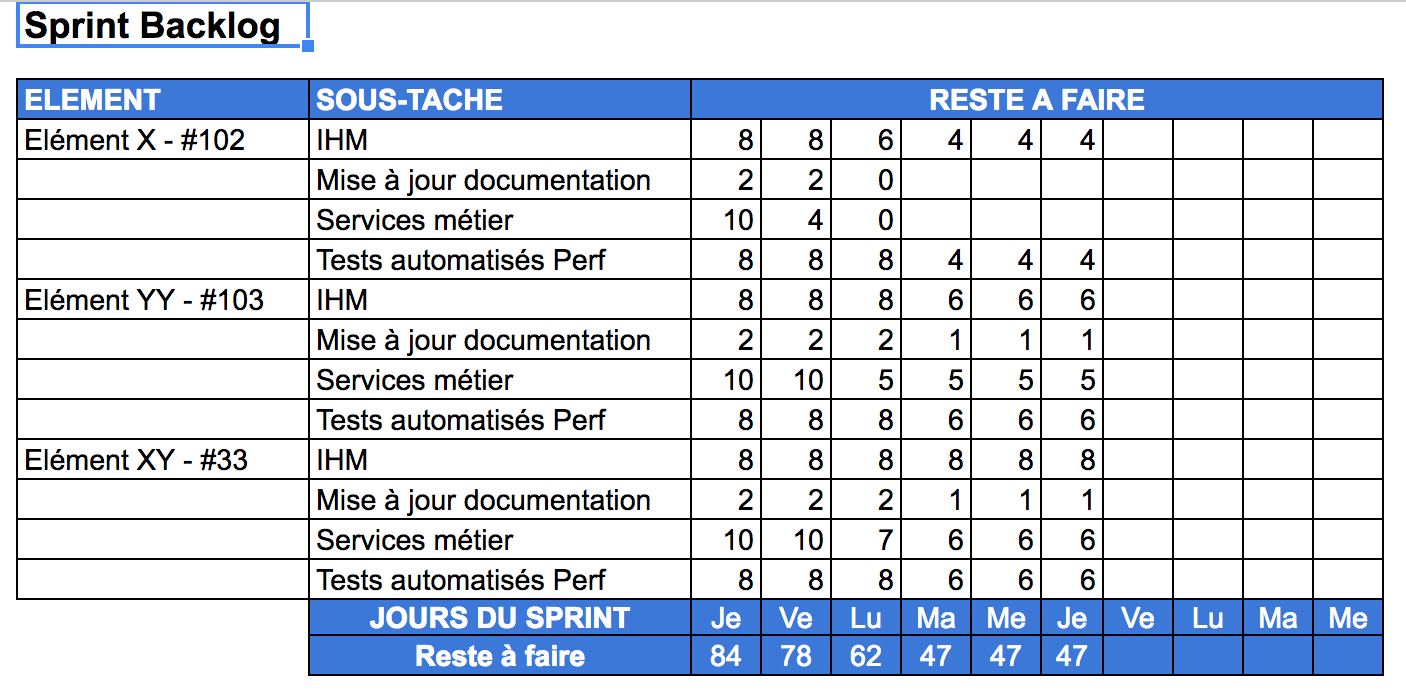 Sprint Backlog
ELEMENT SOUS-TACHE RESTE A FAIRE
Elément X - #102 IHM 8 8 6 4 4 4
Mise à jour documentation 2 2 0
Services métier 10 4 0
Tests automatisés Perf 8 8 8 4 4 4
Elément YY - #103 IHM 8 8 8 6 6 6
Mise à jour documentation 2 2 2 1 1 1
Services métier 10 10 5 5 5 5
Tests automatisés Perf 8 8 8 6 6 6
Elément XY - #33 IHM 8 8 8 8 8 8
Mise à jour documentation 2 2 2 1 1 1
Services métier 10 10 7 6 6 6
Tests automatisés Perf 8 8 8 6 6 6
JOURS DU SPRINT Je Ve Lu Ma Me Je Ve Lu Ma Me
Reste à faire 84 78 62 47 47 47